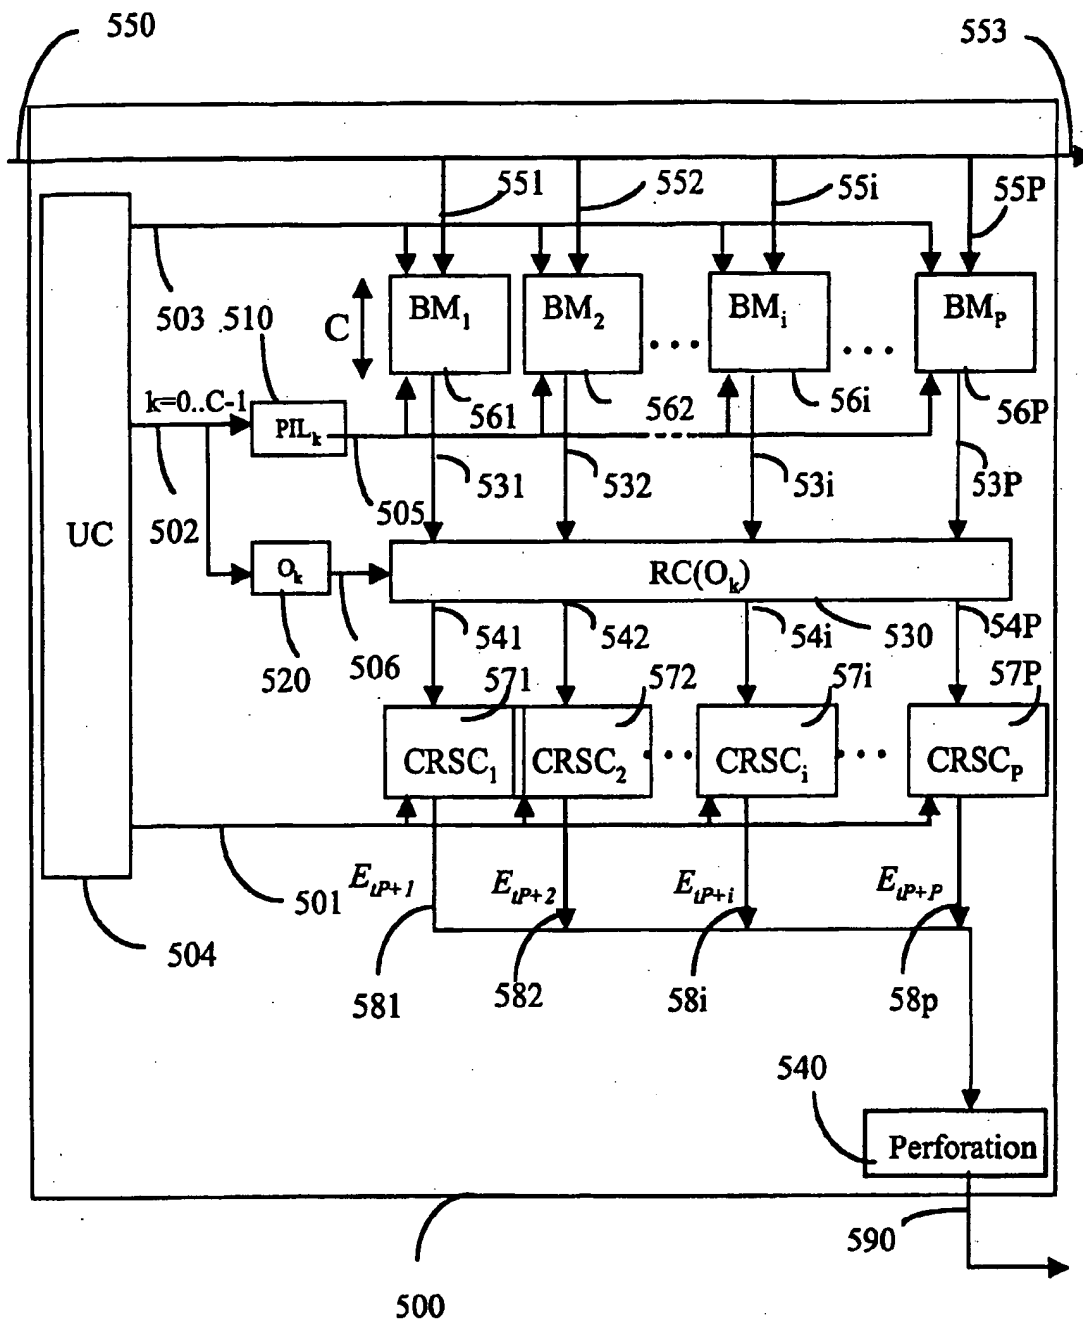 550
553
551
552
55i
55P
503
510
C
BM1
BM2
BMi
BMP
...
...
k=0..C-1
PILk
561
562
56i
56P
UC
502
505
531
532
53i
53P
Ok
RC(Ok)
520
506
541
542
54i
530
54P
571
572
57i
57P
CRSC1
CRSC2
...
CRSCi
...
CRSCP
501
EtP+1
EtP+2
EtP+i
EtP+P
504
581
582
58i
58p
540
Perforation
590
500